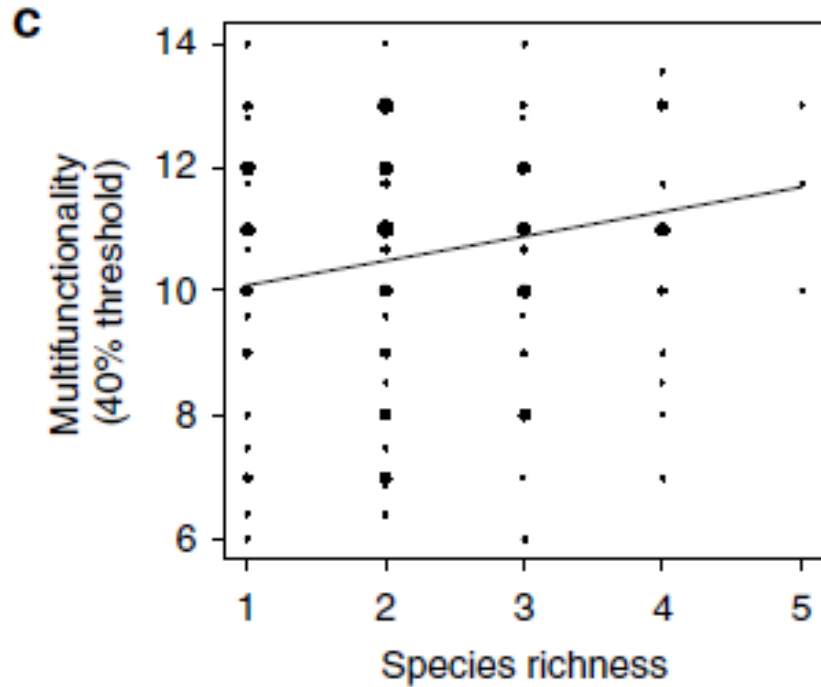 c
Multifunctionality
(40% threshold)
14
12
10
8
6
1 2 3 4 5
Species richness